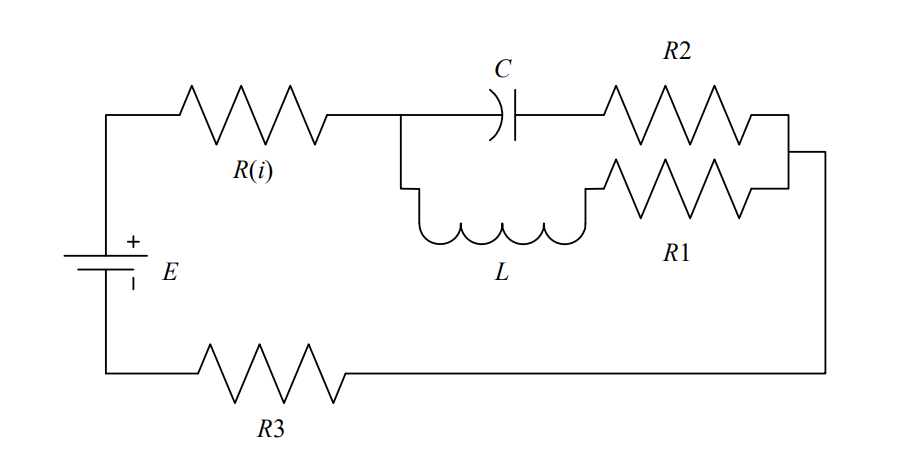 R2
C
R(i)
R1
+
E
L
R3